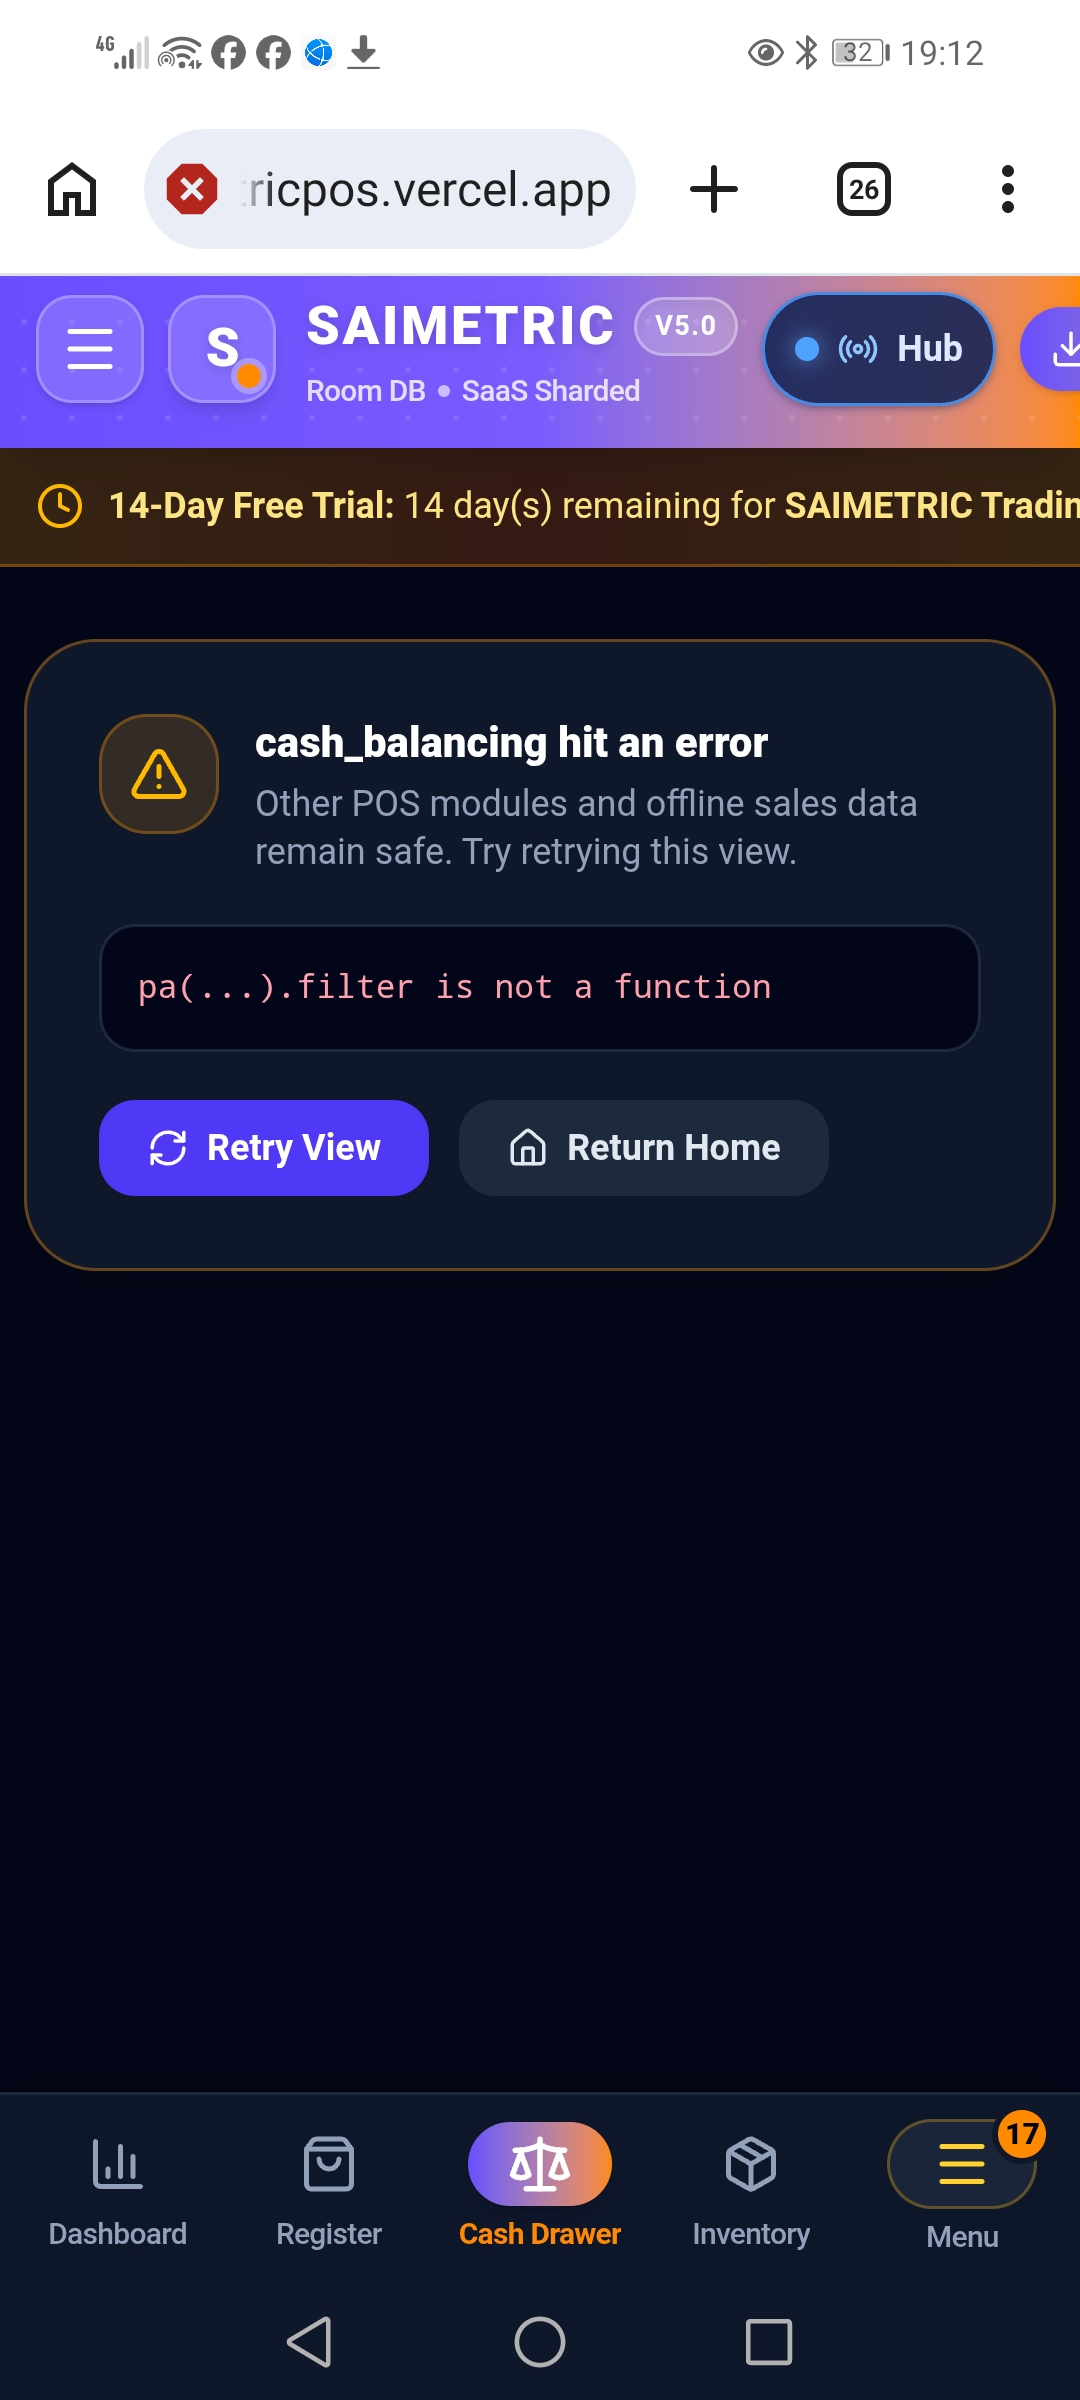 4G
32
19:12
ricpos.vercel.app
26
S
SAIMETRIC
V5.0
Room DB • SaaS Sharded
Hub
14-Day Free Trial: 14 day(s) remaining for SAIMETRIC Tradin
cash_balancing hit an error
Other POS modules and offline sales data
remain safe. Try retrying this view.
pa(...).filter is not a function
Retry View
Return Home
17
Dashboard
Register
Cash Drawer
Inventory
Menu